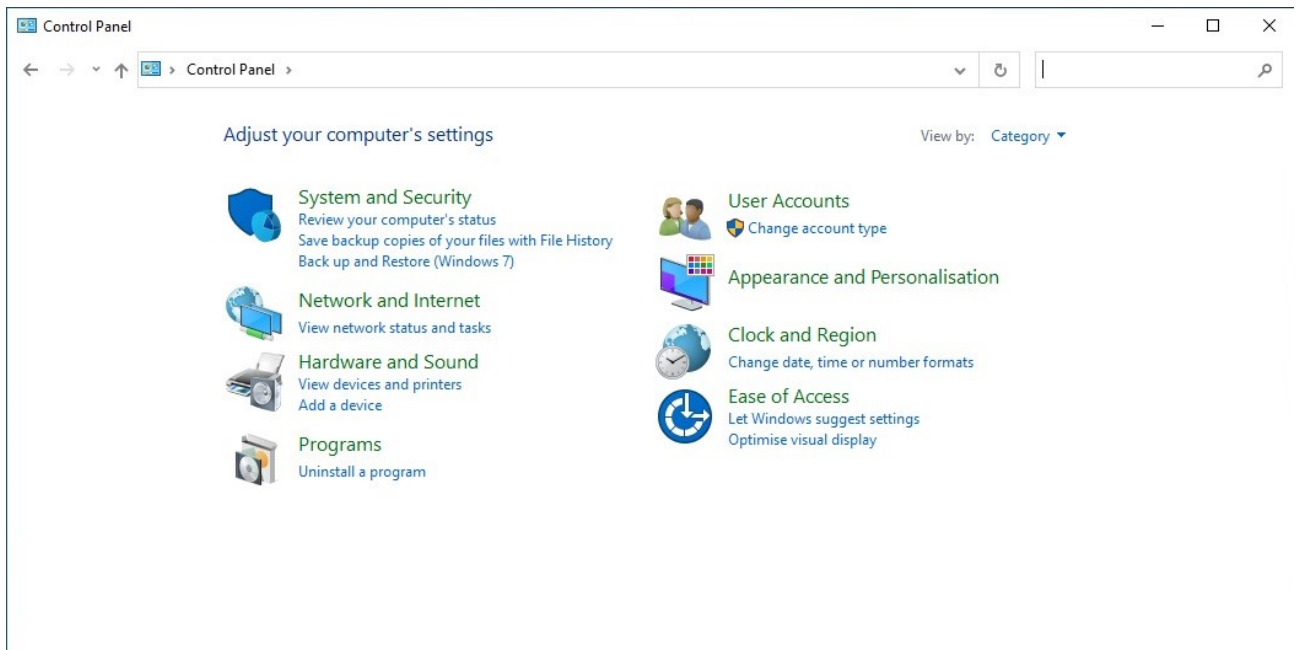 Control Panel
Control Panel
Adjust your computer's settings
View by: Category
System and Security
Review your computer's status
Save backup copies of your files with File History
Back up and Restore (Windows 7)
Network and Internet
View network status and tasks
Hardware and Sound
View devices and printers
Add a device
Programs
Uninstall a program
User Accounts
Change account type
Appearance and Personalisation
Clock and Region
Change date, time or number formats
Ease of Access
Let Windows suggest settings
Optimise visual display